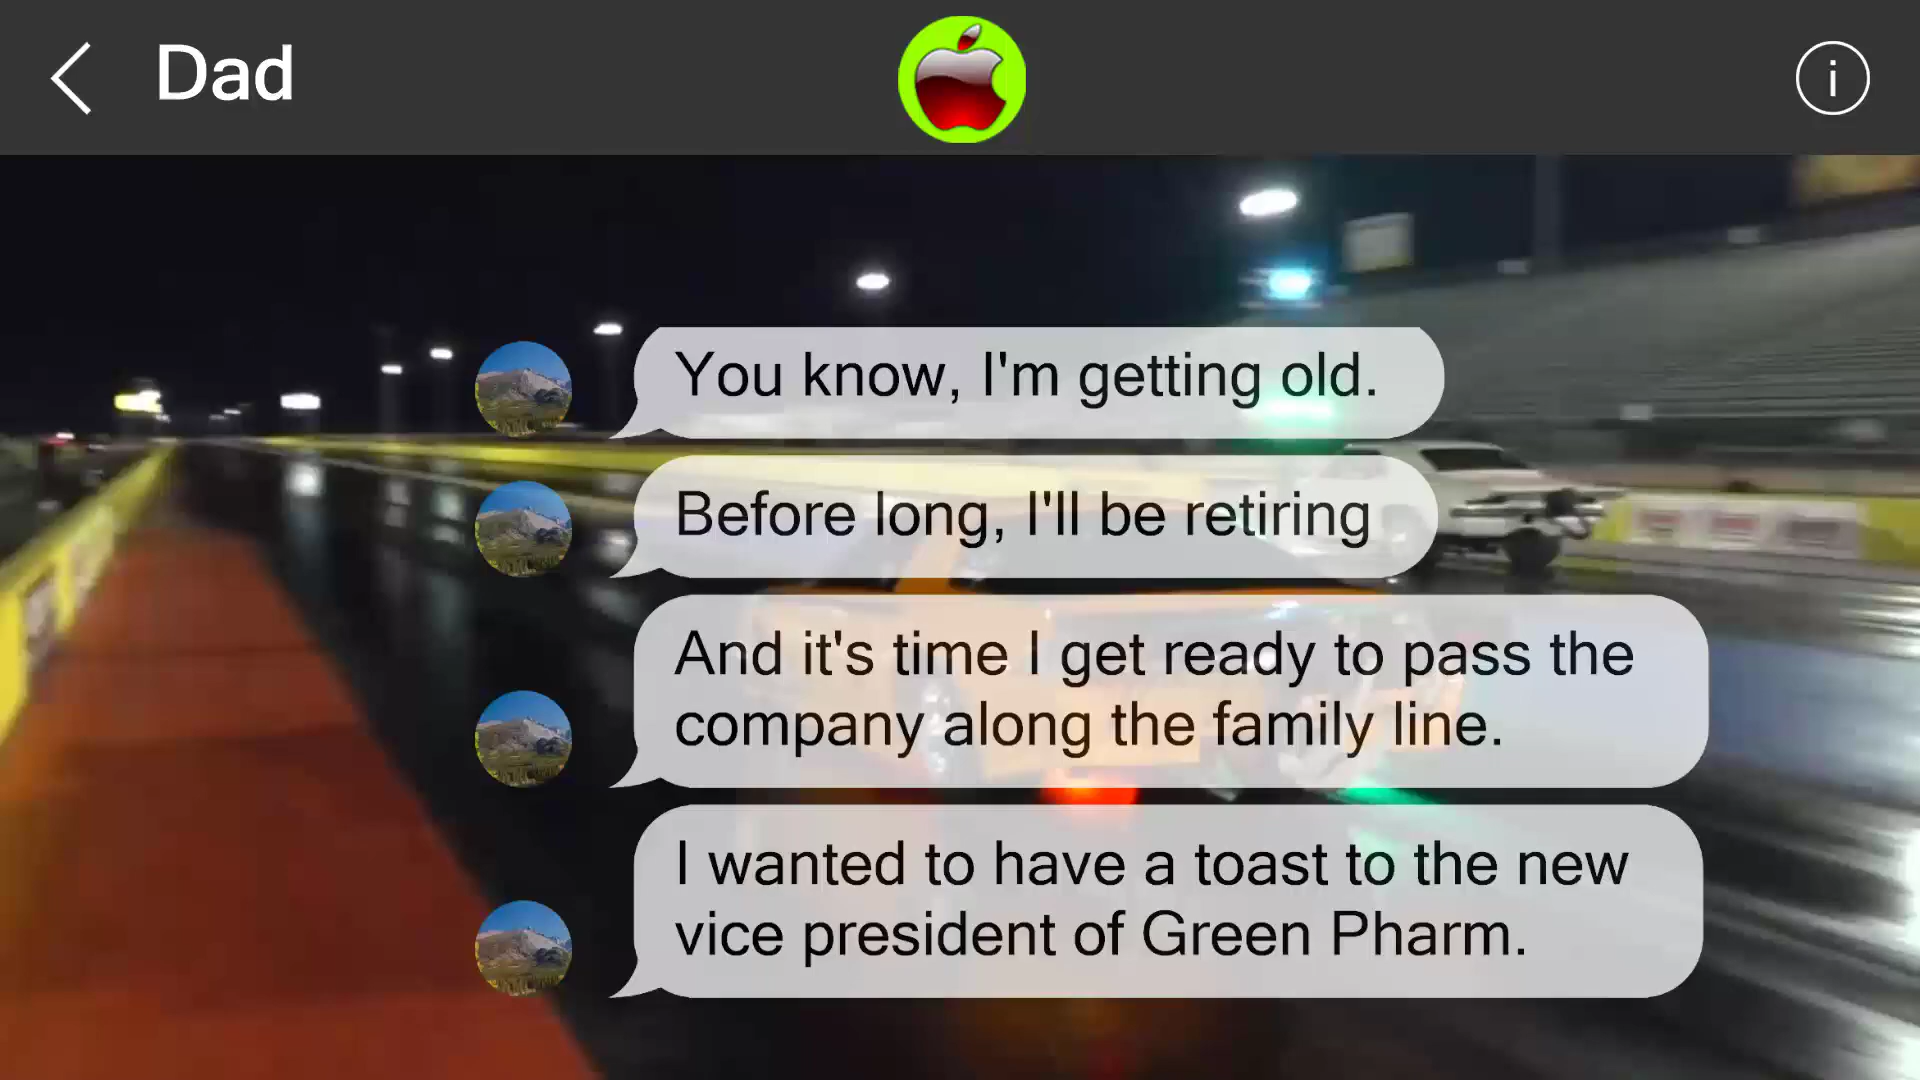 Dad
You know, I'm getting old.
Before long, I'll be retiring
And it's time I get ready to pass the
company along the family line.
I wanted to have a toast to the new
vice president of Green Pharm.